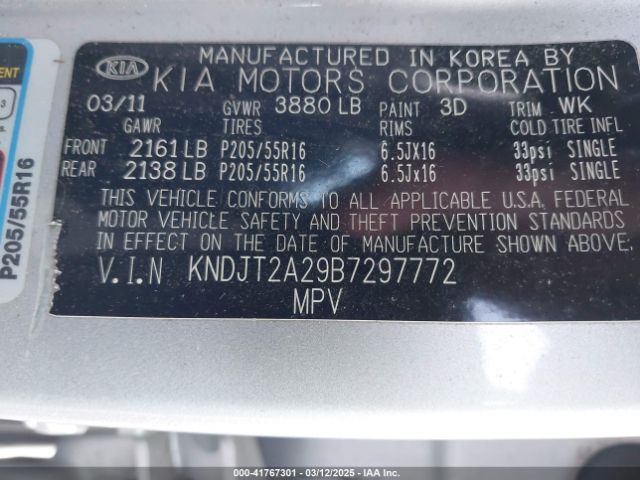 MANUFACTURED IN KOREA BY
KIA KIA MOTORS CORPORATION
03/11 GVWR 3880 LB PAINT 3D TRIM WK
GAWR TIRES RIMS COLD TIRE INFL
FRONT 2161 LB P205/55R16 6.5JX16 33psi SINGLE
REAR 2138 LB P205/55R16 6.5Jx16 33psi SINGLE
THIS VEHICLE CONFORMS TO ALL APPLICABLE U.S.A. FEDERAL
MOTOR VEHICLE SAFETY AND THEFT PREVENTION STANDARDS
IN EFFECT ON THE DATE OF MANUFACTURE SHOWN ABOVE.
V.I.N KNDJT2A29B7297772
MPV
P205/55R16
000-41767301 - 03/12/2025 - IAAI.COM